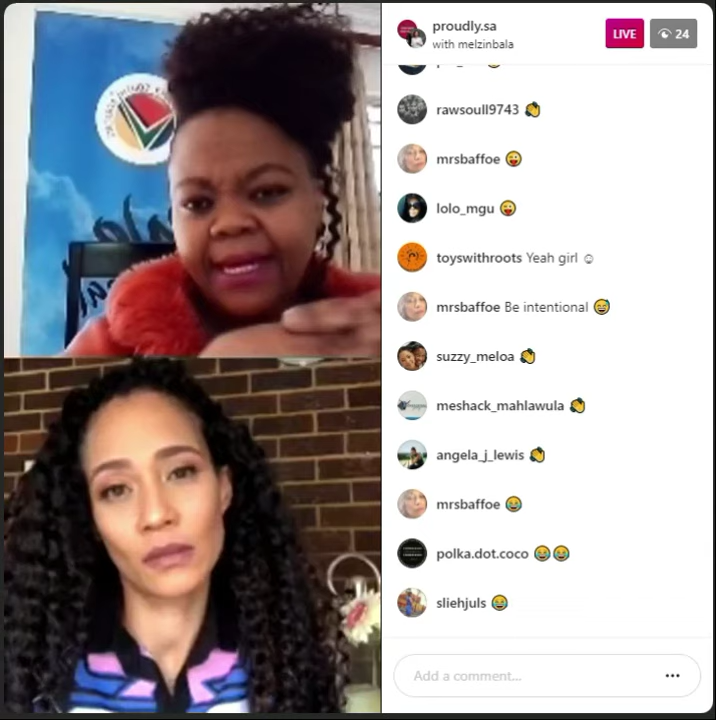 proudly.sa
with melzinbala
LIVE
24
rawsoull9743 👏
mrsbaffoe 😜
lolo_mgu 😜
toyswithroots Yeah girl ☺
mrsbaffoe Be intentional 😅
suzzy_meloa 👏
meshack_mahlawula 👏
angela_j_lewis 👏
mrsbaffoe 😂
polka.dot.coco 😂😂
sliehjuls 😂
Add a comment...